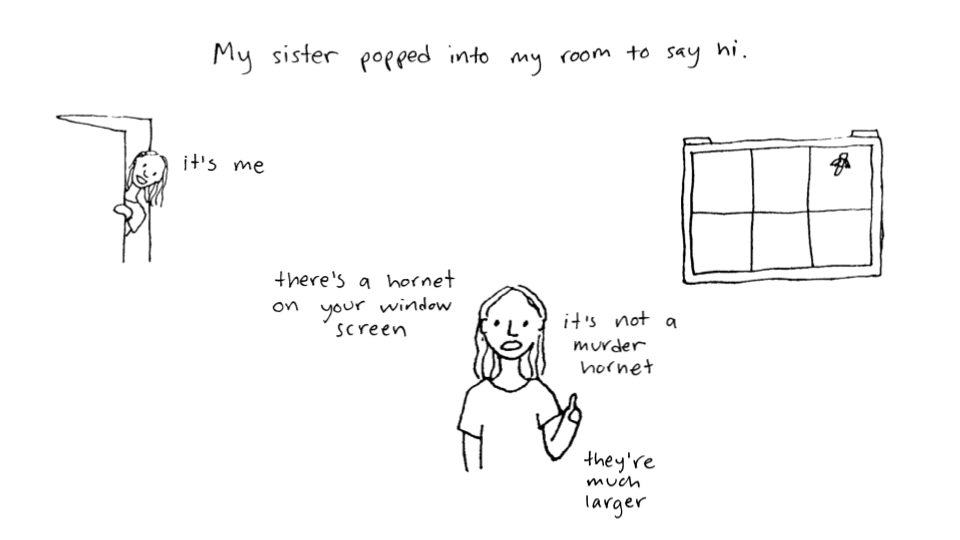 My sister popped into my room to say hi.
it's me
there's a hornet
on your window
screen
it's not a
murder
hornet
they're
much
larger